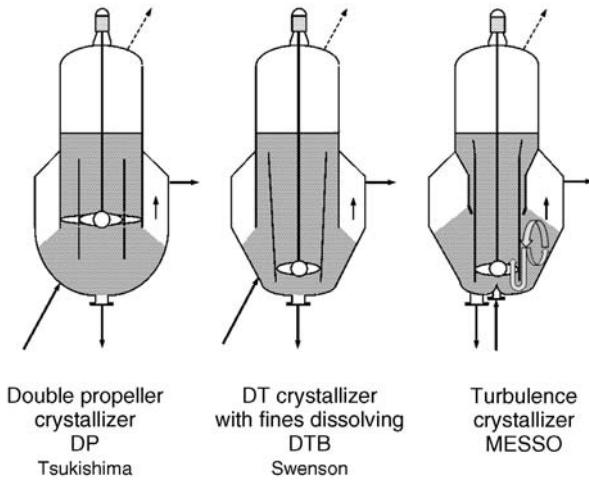 Double propeller
crystallizer
DP
Tsukishima
DT crystallizer
with fines dissolving
DTB
Swenson
Turbulence
crystallizer
MESSO